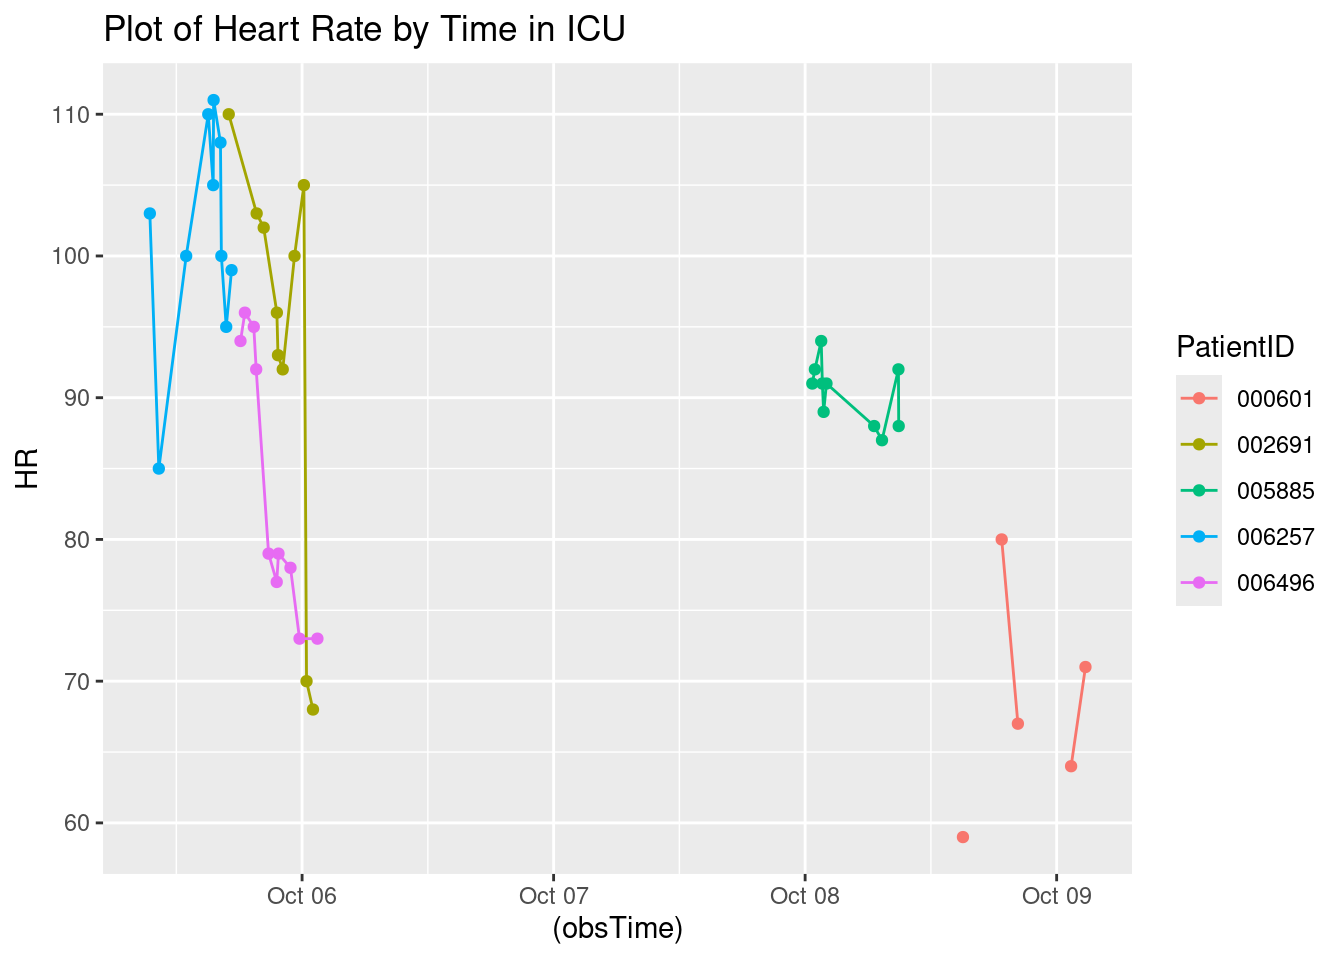 Plot of Heart Rate by Time in ICU
110
100
90
80
70
60
HR
Oct 06 Oct 07 Oct 08 Oct 09
(obsTime)
PatientID
000601
002691
005885
006257
006496